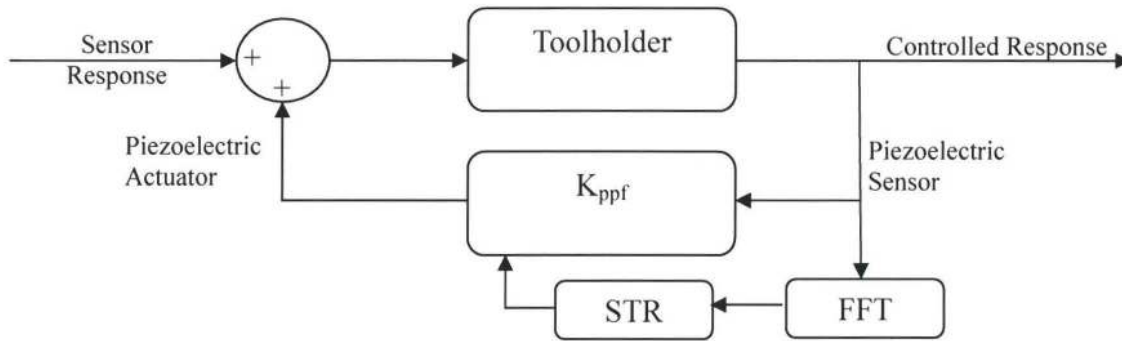 Sensor
Response
+
+
Toolholder
Controlled Response
Piezoelectric
Actuator
K_ppf
Piezoelectric
Sensor
STR
FFT